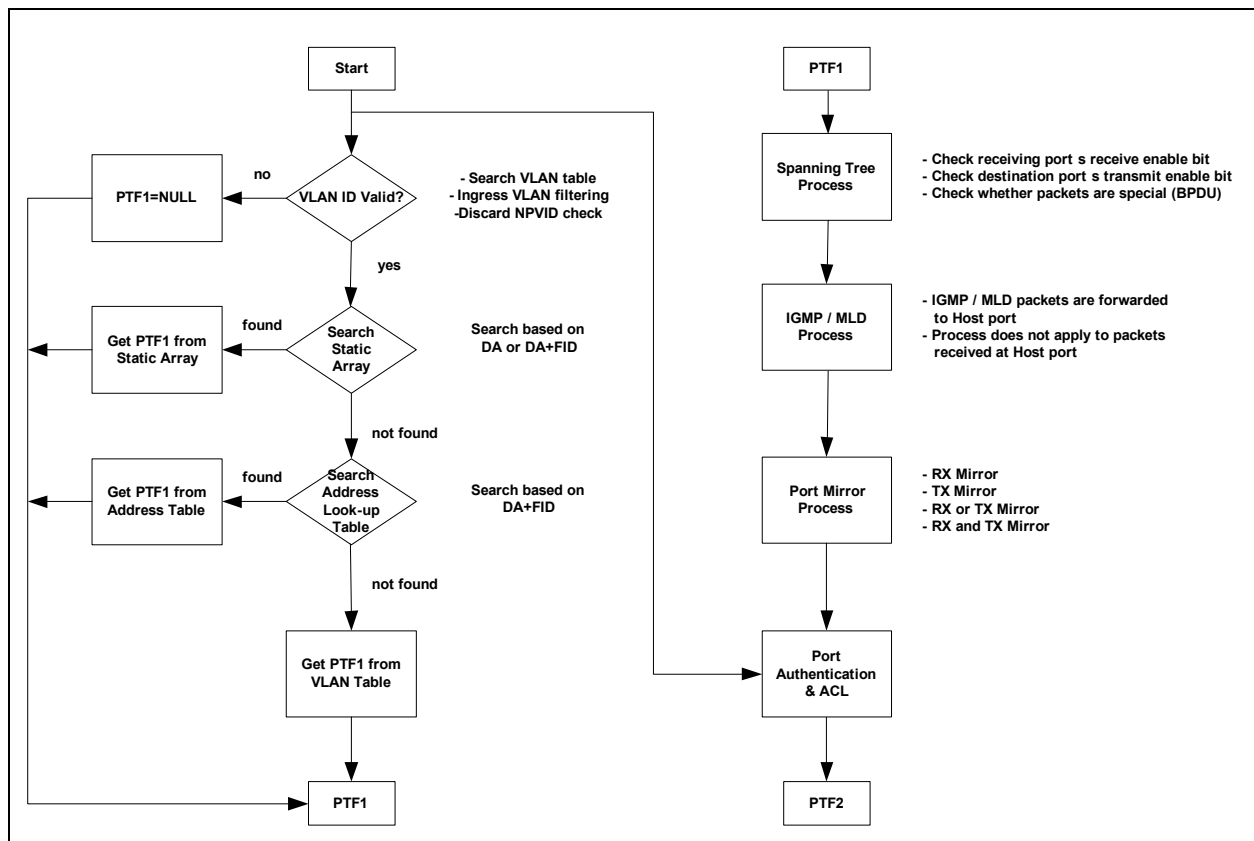 Start
VLAN ID Valid?
- Search VLAN table
- Ingress VLAN filtering
-Discard NPVID check
no
PTF1=NULL
yes
Search
Static
Array
Search based on
DA or DA+FID
found
Get PTF1 from
Static Array
not found
Search
Address
Look-up
Table
Search based on
DA+FID
found
Get PTF1 from
Address Table
not found
Get PTF1 from
VLAN Table
PTF1
PTF1
Spanning Tree
Process
- Check receiving port s receive enable bit
- Check destination port s transmit enable bit
- Check whether packets are special (BPDU)
IGMP / MLD
Process
- IGMP / MLD packets are forwarded
to Host port
- Process does not apply to packets
received at Host port
Port Mirror
Process
- RX Mirror
- TX Mirror
- RX or TX Mirror
- RX and TX Mirror
Port
Authentication
& ACL
PTF2